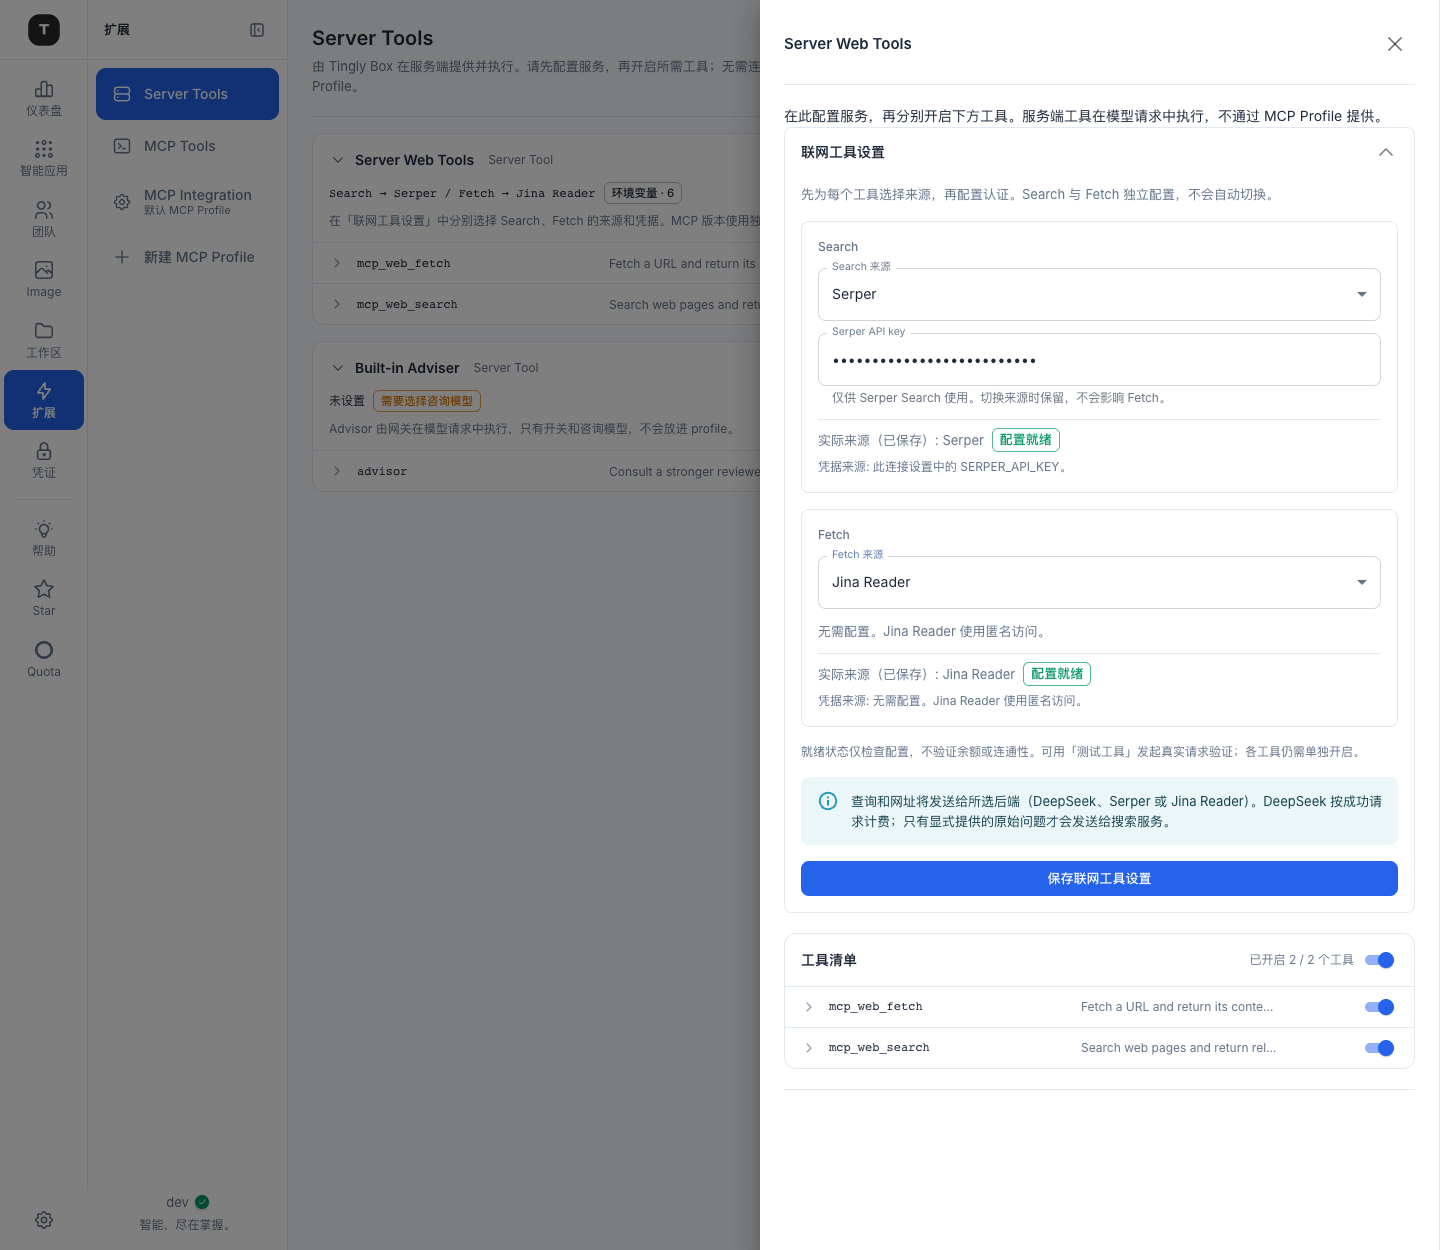 T
仪表盘
智能应用
团队
Image
工作区
扩展
凭证
帮助
Star
Quota
扩展
Server Tools
MCP Tools
MCP Integration
默认 MCP Profile
新建 MCP Profile
dev
智能，尽在掌握。
Server Tools
由 Tingly Box 在服务端提供并执行。请先配置服务，再开启所需工具；无需连
Profile。
Server Web Tools Server Tool
Search → Serper / Fetch → Jina Reader 环境变量 · 6
在「联网工具设置」中分别选择 Search、Fetch 的来源和凭据。MCP 版本使用独
mcp_web_fetch Fetch a URL and return its
mcp_web_search Search web pages and retu
Built-in Adviser Server Tool
未设置 需要选择咨询模型
Advisor 由网关在模型请求中执行，只有开关和咨询模型，不会放进 profile。
advisor Consult a stronger reviewe
Server Web Tools
在此配置服务，再分别开启下方工具。服务端工具在模型请求中执行，不通过 MCP Profile 提供。
联网工具设置
先为每个工具选择来源，再配置认证。Search 与 Fetch 独立配置，不会自动切换。
Search
Search 来源
Serper
Serper API key
••••••••••••••••••••••••••
仅供 Serper Search 使用。切换来源时保留，不会影响 Fetch。
实际来源（已保存）: Serper 配置就绪
凭据来源: 此连接设置中的 SERPER_API_KEY。
Fetch
Fetch 来源
Jina Reader
无需配置。Jina Reader 使用匿名访问。
实际来源（已保存）: Jina Reader 配置就绪
凭据来源: 无需配置。Jina Reader 使用匿名访问。
就绪状态仅检查配置，不验证余额或连通性。可用「测试工具」发起真实请求验证；各工具仍需单独开启。
查询和网址将发送给所选后端（DeepSeek、Serper 或 Jina Reader）。DeepSeek 按成功请
求计费；只有显式提供的原始问题才会发送给搜索服务。
保存联网工具设置
工具清单 已开启 2 / 2 个工具
mcp_web_fetch Fetch a URL and return its conte...
mcp_web_search Search web pages and return rel...